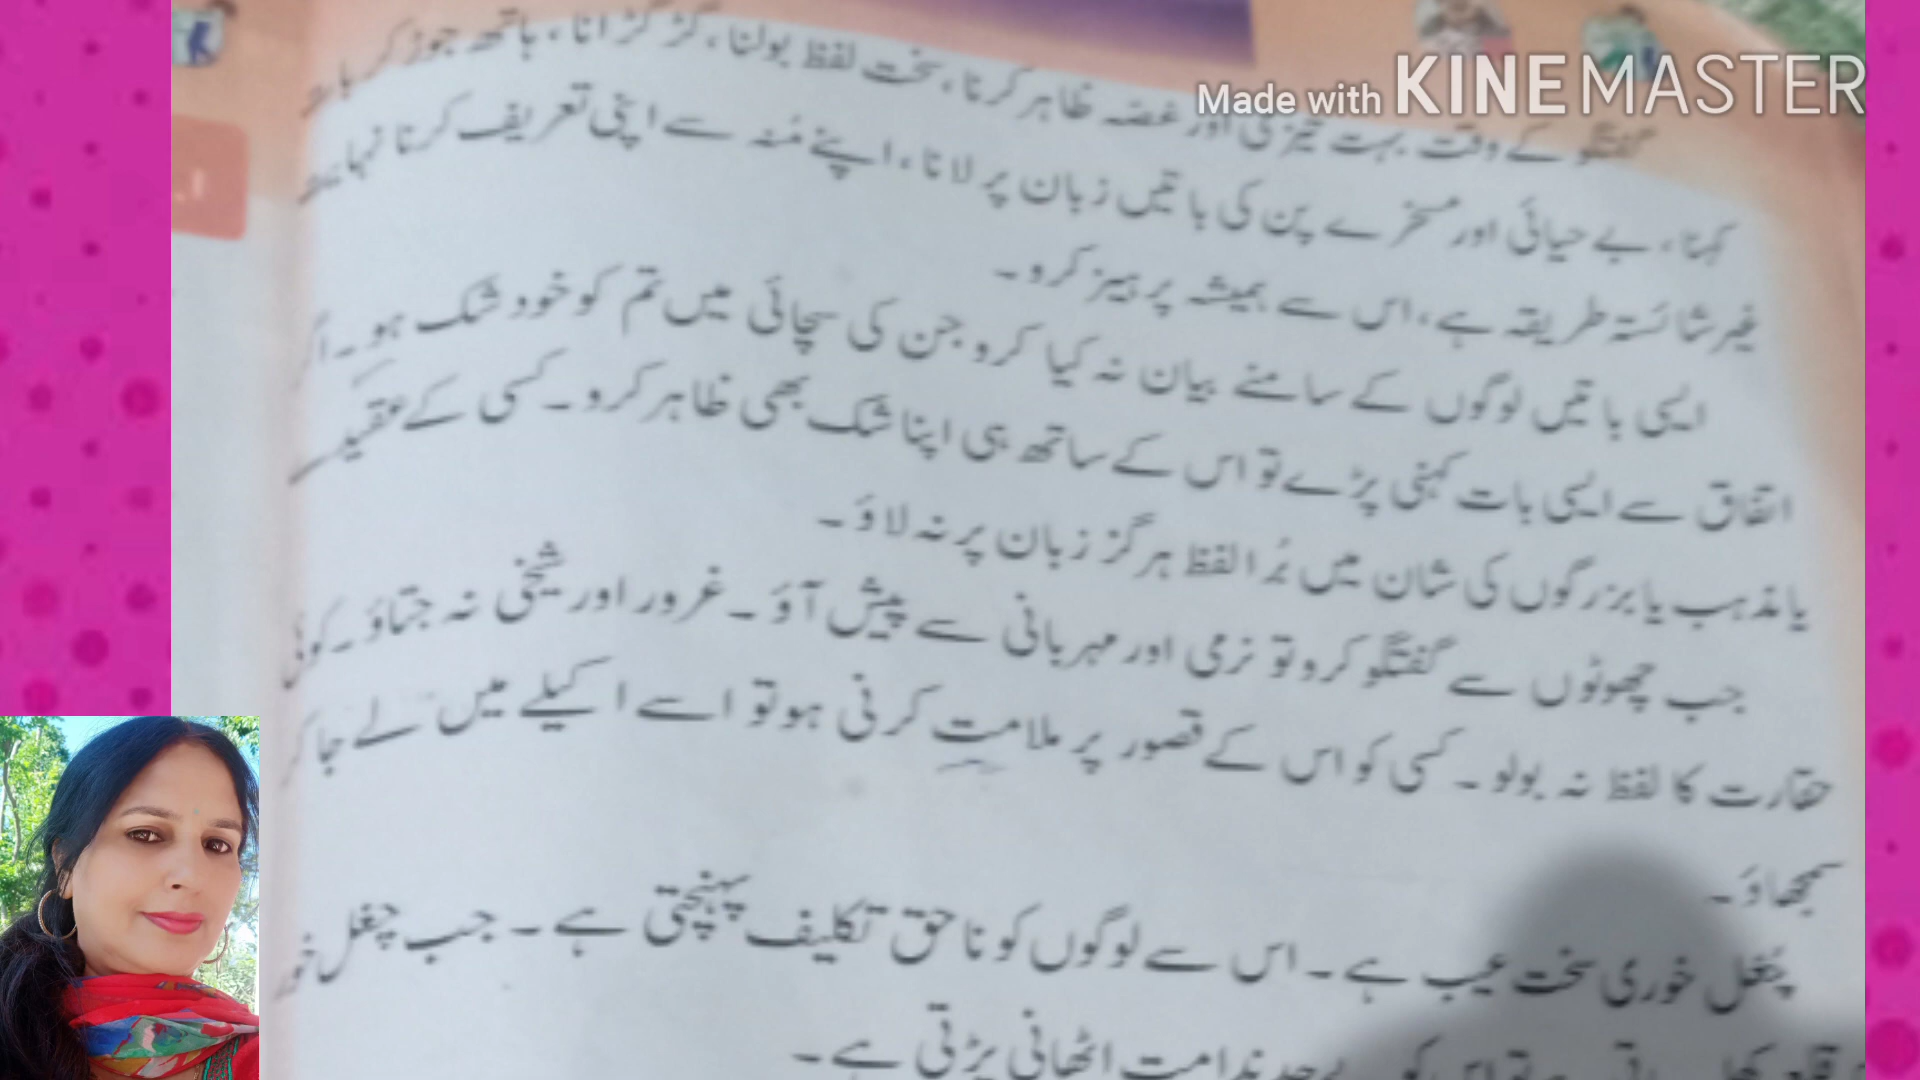 Made with KINEMASTER
گفتگو کے وقت بہت تیزی اور غصہ ظاہر کرنا، سخت لفظ بولنا، گڑ گڑانا، ہاتھ جوڑ کر
کہنا، بے حیائی اور مسخرے پن کی باتیں زبان پر لانا، اپنے مُنہ سے اپنی تعریف کرنا
غیر شائستہ طریقہ ہے، اس سے ہمیشہ پرہیز کرو۔
ایسی باتیں لوگوں کے سامنے بیان نہ کیا کرو جن کی سچائی میں تم کو خود شک ہو۔ اگر
اتفاق سے ایسی بات کہنی پڑے تو اس کے ساتھ ہی اپنا شک بھی ظاہر کرو۔ کسی کے عقیدے
یا مذہب یا بزرگوں کی شان میں بُرا لفظ ہرگز زبان پر نہ لاؤ۔
جب چھوٹوں سے گفتگو کرو تو نرمی اور مہربانی سے پیش آؤ۔ غرور اور شیخی نہ جتاؤ۔ کوئی
حقارت کا لفظ نہ بولو۔ کسی کو اس کے قصور پر ملامت کرنی ہو تو اسے اکیلے میں لے جا کر
سمجھاؤ۔
چغل خوری سخت عیب ہے۔ اس سے لوگوں کو ناحق تکلیف پہنچتی ہے۔ جب چغل خور
بےحد ندامت اٹھانی پڑتی ہے۔